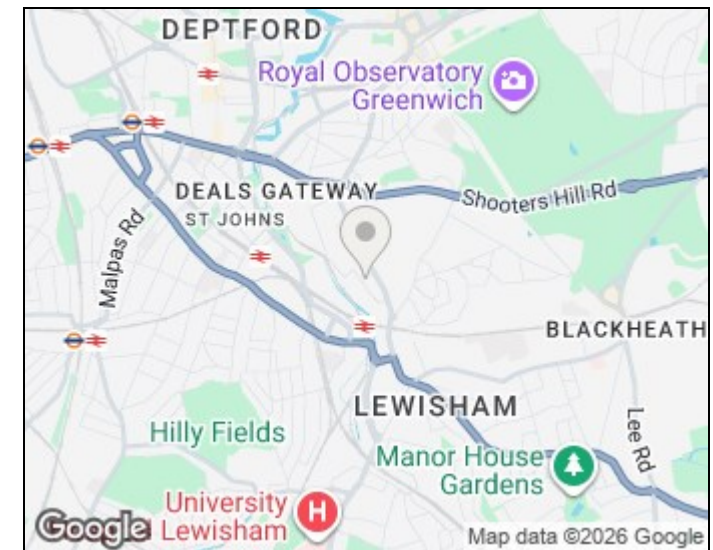 DEPTFORD
Royal Observatory
Greenwich
DEALS GATEWAY
Shooters Hill Rd
ST JOHNS
Malpas Rd
BLACKHEATH
LEWISHAM
Hilly Fields
Lee Rd
Manor House
Gardens
University
H
Lewisham
Google
Map data ©2026 Google